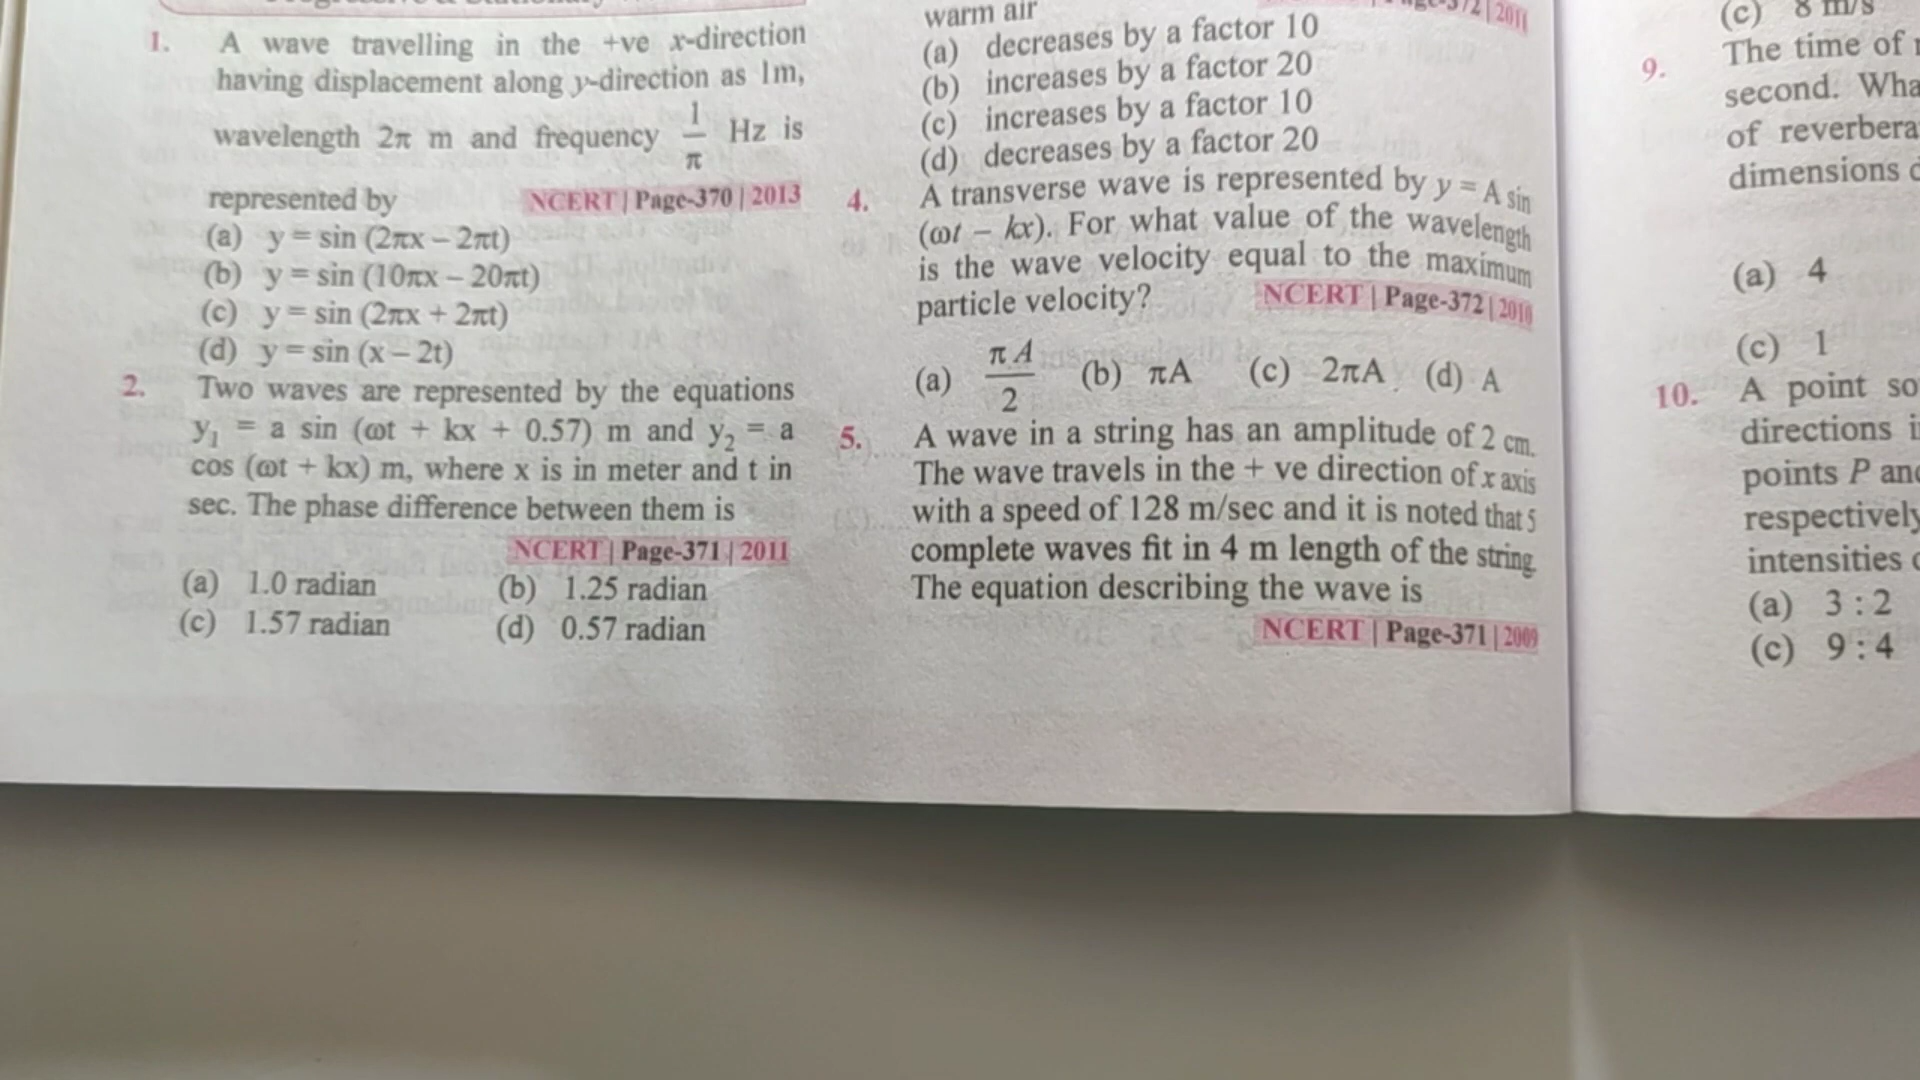 1. A wave travelling in the +ve x-direction
having displacement along y-direction as 1m,
wavelength 2π m and frequency 1/π Hz is
represented by NCERT | Page-370 | 2013
(a) y = sin (2πx – 2πt)
(b) y = sin (10πx – 20πt)
(c) y = sin (2πx + 2πt)
(d) y = sin (x – 2t)
2. Two waves are represented by the equations
y₁ = a sin (ωt + kx + 0.57) m and y₂ = a
cos (ωt + kx) m, where x is in meter and t in
sec. The phase difference between them is
NCERT | Page-371 | 2011
(a) 1.0 radian (b) 1.25 radian
(c) 1.57 radian (d) 0.57 radian
warm air
2011
(a) decreases by a factor 10
(b) increases by a factor 20
(c) increases by a factor 10
(d) decreases by a factor 20
4. A transverse wave is represented by y = A sin
(ωt – kx). For what value of the wavelength
is the wave velocity equal to the maximum
particle velocity? NCERT | Page-372 | 2010
(a) πA/2 (b) πA (c) 2πA (d) A
5. A wave in a string has an amplitude of 2 cm.
The wave travels in the + ve direction of x axis
with a speed of 128 m/sec and it is noted that 5
complete waves fit in 4 m length of the string.
The equation describing the wave is
NCERT | Page-371 | 2009
(c) 8 m/s
9. The time of
second. Wha
of reverbera
dimensions
(a) 4
(c) 1
10. A point so
directions i
points P and
respectively
intensities
(a) 3 : 2
(c) 9 : 4